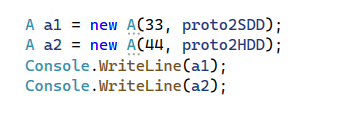 A a1 = new A(33, proto2SDD);
A a2 = new A(44, proto2HDD);
Console.WriteLine(a1);
Console.WriteLine(a2);